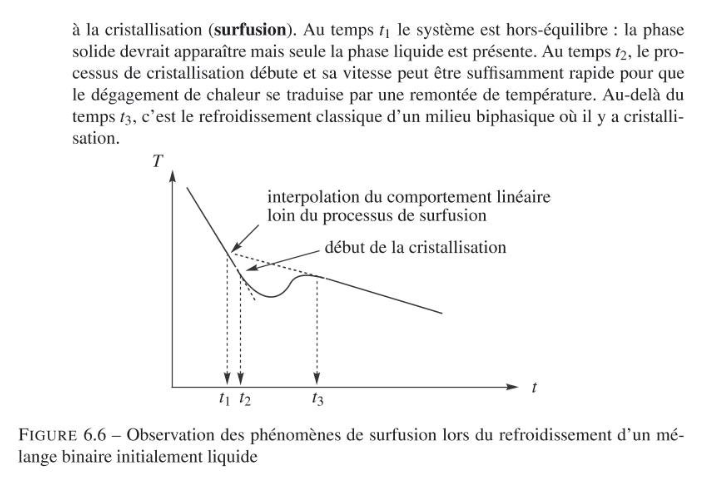 à la cristallisation (surfusion). Au temps t1 le système est hors-équilibre : la phase
solide devrait apparaître mais seule la phase liquide est présente. Au temps t2, le pro-
cessus de cristallisation débute et sa vitesse peut être suffisamment rapide pour que
le dégagement de chaleur se traduise par une remontée de température. Au-delà du
temps t3, c’est le refroidissement classique d’un milieu biphasique où il y a cristalli-
sation.
T
interpolation du comportement linéaire
loin du processus de surfusion
début de la cristallisation
t
t1 t2 t3
FIGURE 6.6 – Observation des phénomènes de surfusion lors du refroidissement d’un mé-
lange binaire initialement liquide